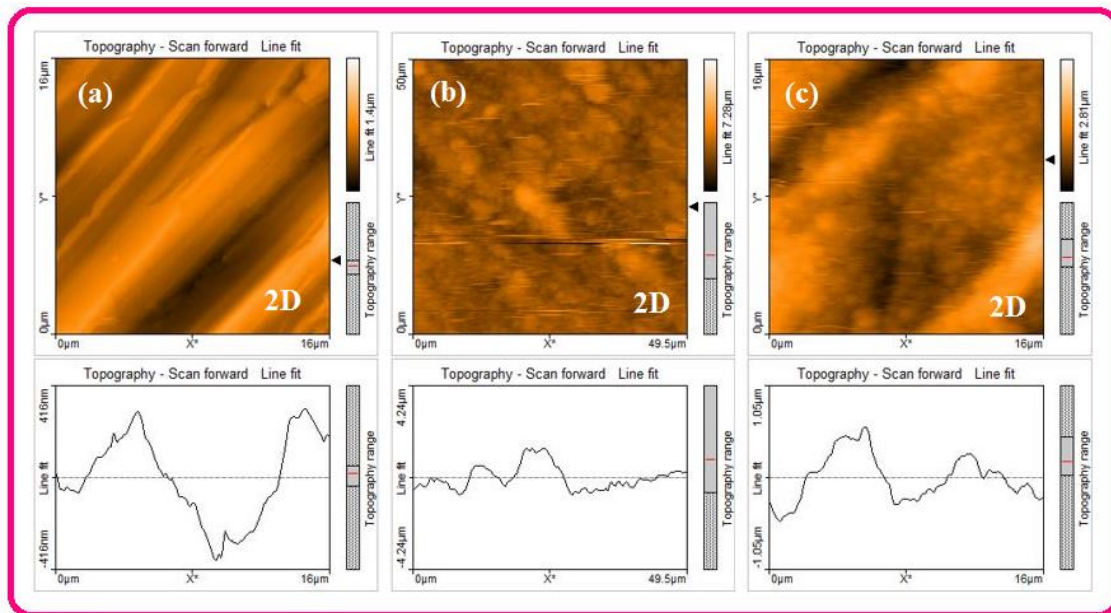 Topography - Scan forward Line fit
16µm
(a)
Y*
2D
0µm
0µm
X*
16µm
Line fit 1.4µm
Topography range
Topography - Scan forward Line fit
50µm
(b)
Y*
2D
0µm
0µm
X*
49.5µm
Line fit 7.28µm
Topography range
Topography - Scan forward Line fit
16µm
(c)
Y*
2D
0µm
0µm
X*
16µm
Line fit 2.81µm
Topography range
Topography - Scan forward Line fit
416nm
Line fit
-416nm
0µm
X*
16µm
Topography range
Topography - Scan forward Line fit
4.24µm
Line fit
-4.24µm
0µm
X*
49.5µm
Topography range
Topography - Scan forward Line fit
1.05µm
Line fit
-1.05µm
0µm
X*
16µm
Topography range